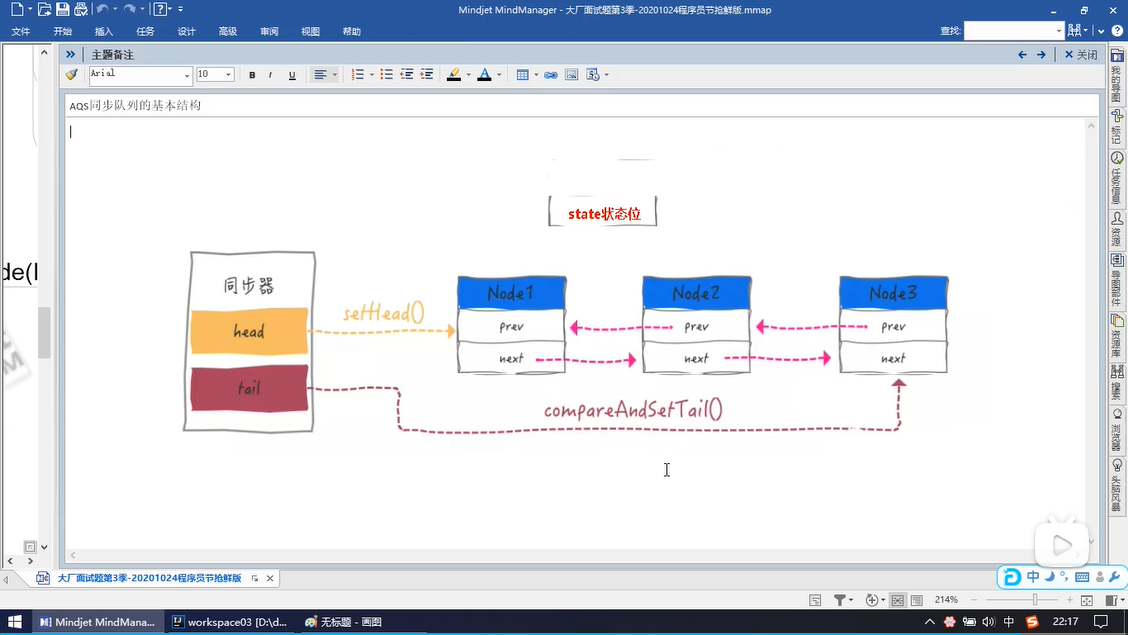 Mindjet MindManager - 大厂面试题第3季-20201024程序员节抢鲜版.mmap
文件 开始 插入 任务 设计 高级 审阅 视图 帮助 查找:
主题备注 关闭
Arial 10 B I U
AQS同步队列的基本结构
state状态位
同步器
head
tail
setHead()
Node1
prev
next
Node2
prev
next
Node3
prev
next
compareAndSetTail()
我的导图
标记
任务信息
资源
导图部件
资源库
搜索
浏览器
头脑风暴
大厂面试题第3季-20201024程序员节抢鲜版
中
214%
Mindjet MindMana... workspace03 [D:\d... 无标题 - 画图 中 22:17